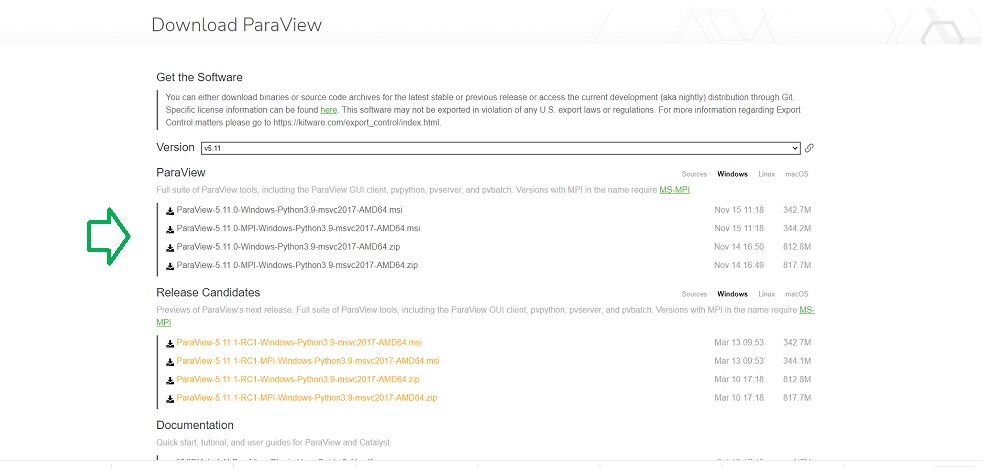 Download ParaView
Get the Software
You can either download binaries or source code archives for the latest stable or previous release or access the current development (aka nightly) distribution through Git.
Specific license information can be found here. This software may not be exported in violation of any U.S. export laws or regulations. For more information regarding Export
Control matters please go to https://kitware.com/export_control/index.html.
Version v5.11
ParaView Sources Windows Linux macOS
Full suite of ParaView tools, including the ParaView GUI client, pvpython, pvserver, and pvbatch. Versions with MPI in the name require MS-MPI.
ParaView-5.11.0-Windows-Python3.9-msvc2017-AMD64.msi Nov 15 11:18 342.7M
ParaView-5.11.0-MPI-Windows-Python3.9-msvc2017-AMD64.msi Nov 15 11:18 344.2M
ParaView-5.11.0-Windows-Python3.9-msvc2017-AMD64.zip Nov 14 16:50 812.8M
ParaView-5.11.0-MPI-Windows-Python3.9-msvc2017-AMD64.zip Nov 14 16:49 817.7M
Release Candidates Sources Windows Linux macOS
Previews of ParaView's next release. Full suite of ParaView tools, including the ParaView GUI client, pvpython, pvserver, and pvbatch. Versions with MPI in the name require MS-
MPI.
ParaView-5.11.1-RC1-Windows-Python3.9-msvc2017-AMD64.msi Mar 13 09:53 342.7M
ParaView-5.11.1-RC1-MPI-Windows-Python3.9-msvc2017-AMD64.msi Mar 13 09:53 344.1M
ParaView-5.11.1-RC1-Windows-Python3.9-msvc2017-AMD64.zip Mar 10 17:18 812.8M
ParaView-5.11.1-RC1-MPI-Windows-Python3.9-msvc2017-AMD64.zip Mar 10 17:18 817.7M
Documentation
Quick start, tutorial, and user guides for ParaView and Catalyst.